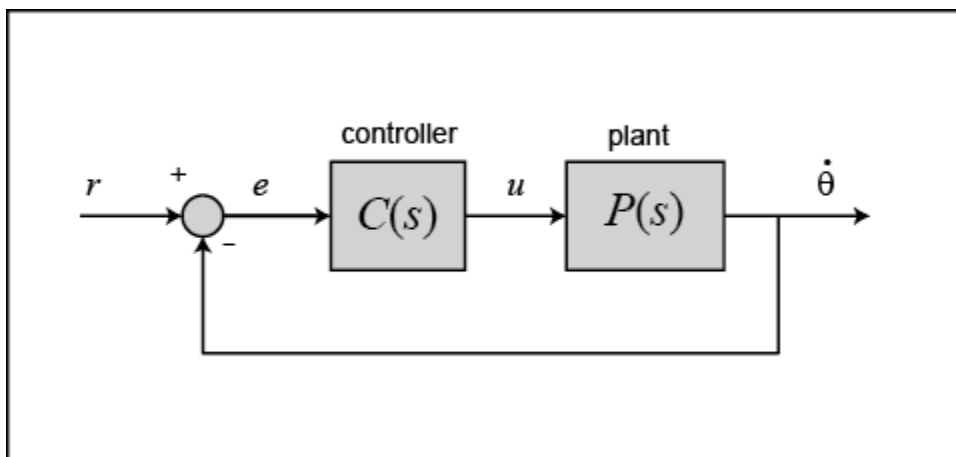 controller
plant
r
+
e
C(s)
u
P(s)
θ̇
−